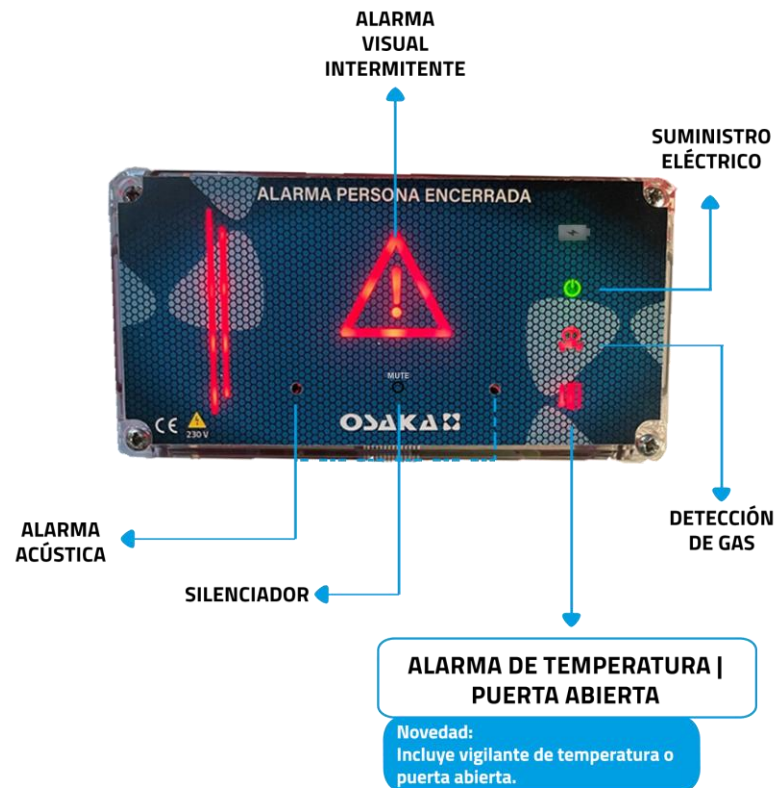 ALARMA
VISUAL
INTERMITENTE
SUMINISTRO
ELÉCTRICO
ALARMA PERSONA ENCERRADA
MUTE
OSAKA
CE
230 V
ALARMA
ACÚSTICA
SILENCIADOR
DETECCIÓN
DE GAS
ALARMA DE TEMPERATURA |
PUERTA ABIERTA
Novedad:
Incluye vigilante de temperatura o
puerta abierta.